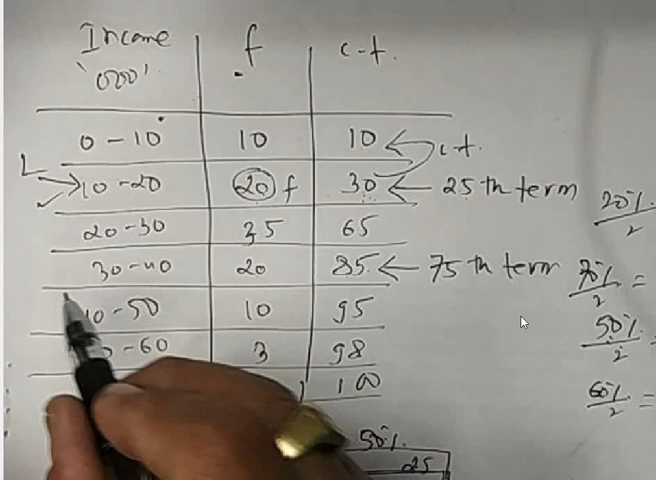 Income f c.f.
'000'
0-10 10 10 c.f.
L 10-20 20 f 30 25 th term
20-30 35 65
30-40 20 85 75 th term
-50 10 95
-60 3 98
100
20%/2
70%/2 =
50%/2
60%/2 =
50%
25